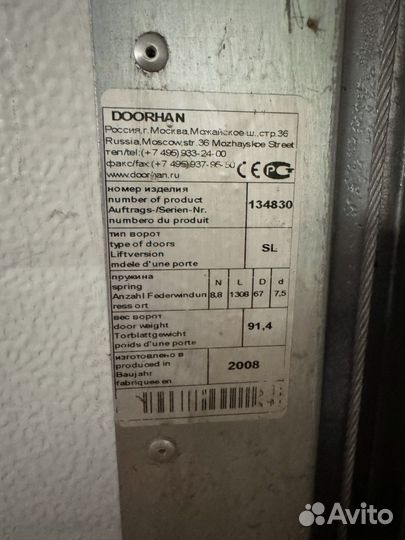 DOORHAN
Россия,г.Москва,Можайское ш.,стр.36
Russia,Moscow,str.36 Mozhayskoe Street
тел/tel:(+7 495)933-24-00
факс/fax:(+7 495)937-95-50
www.doorhan.ru
CE РС
номер изделия
number of product
Auftrags-/Serien-Nr.
numbero du produit
134830
тип ворот
type of doors
Liftversion
mdele d'une porte
SL
пружина
spring
Anzahl Federwindun
ress ort
N L D d
8.8 1308 67 7,5
вес ворот
door weight
Torblattgewicht
poids d'une porte
91,4
изготовлено в
produced in
Baujahr
fabriquee en
2008
Avito